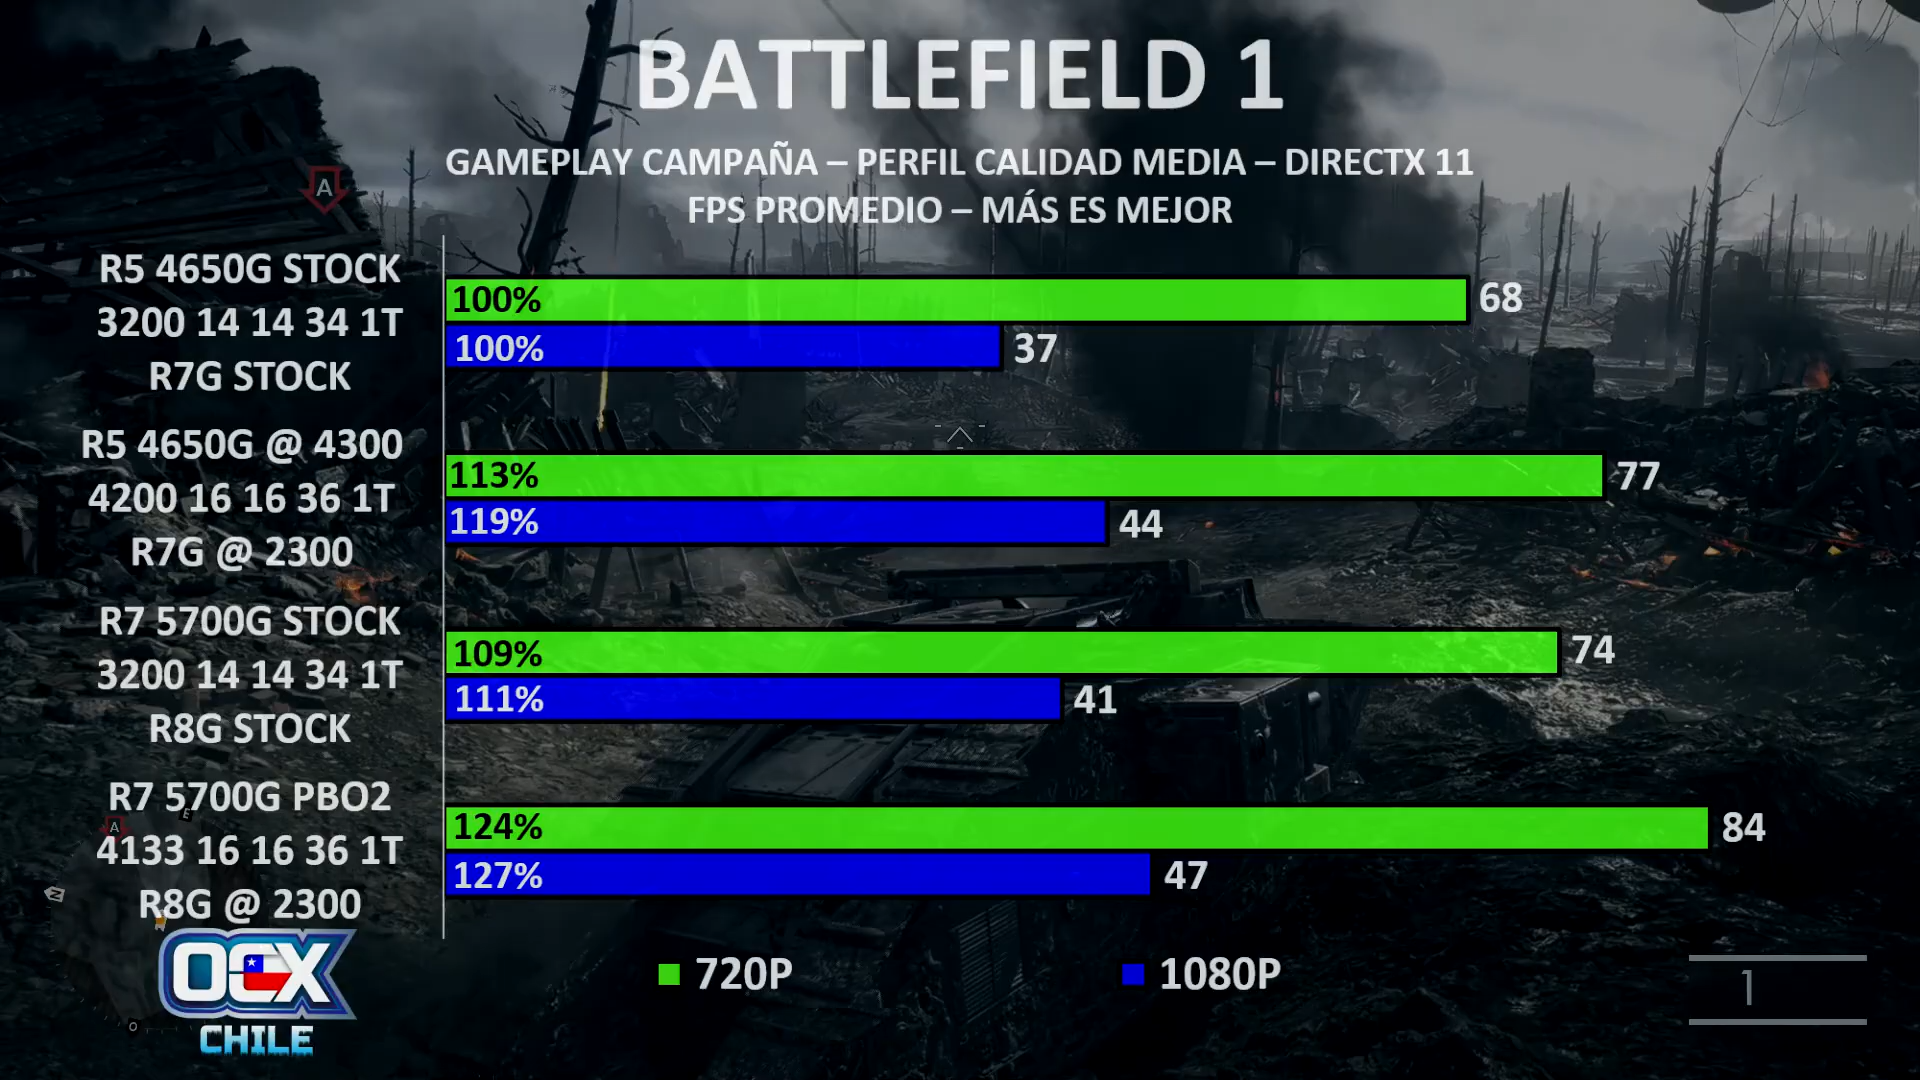 BATTLEFIELD 1
GAMEPLAY CAMPAÑA – PERFIL CALIDAD MEDIA – DIRECTX 11
FPS PROMEDIO – MÁS ES MEJOR
A
R5 4650G STOCK
3200 14 14 34 1T
R7G STOCK
100% 68
100% 37
R5 4650G @ 4300
4200 16 16 36 1T
R7G @ 2300
113% 77
119% 44
R7 5700G STOCK
3200 14 14 34 1T
R8G STOCK
109% 74
111% 41
R7 5700G PBO2
4133 16 16 36 1T
R8G @ 2300
124% 84
127% 47
A
E
N
O
OCX
CHILE
720P
1080P
1